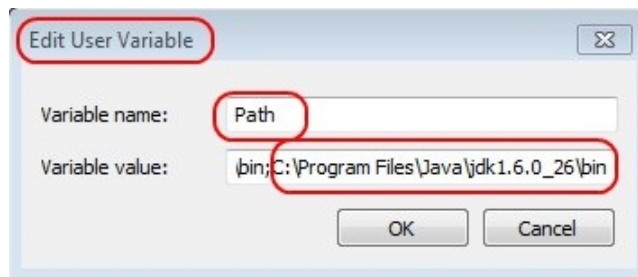 Edit User Variable
Variable name: Path
Variable value: \bin;C:\Program Files\Java\jdk1.6.0_26\bin
OK Cancel